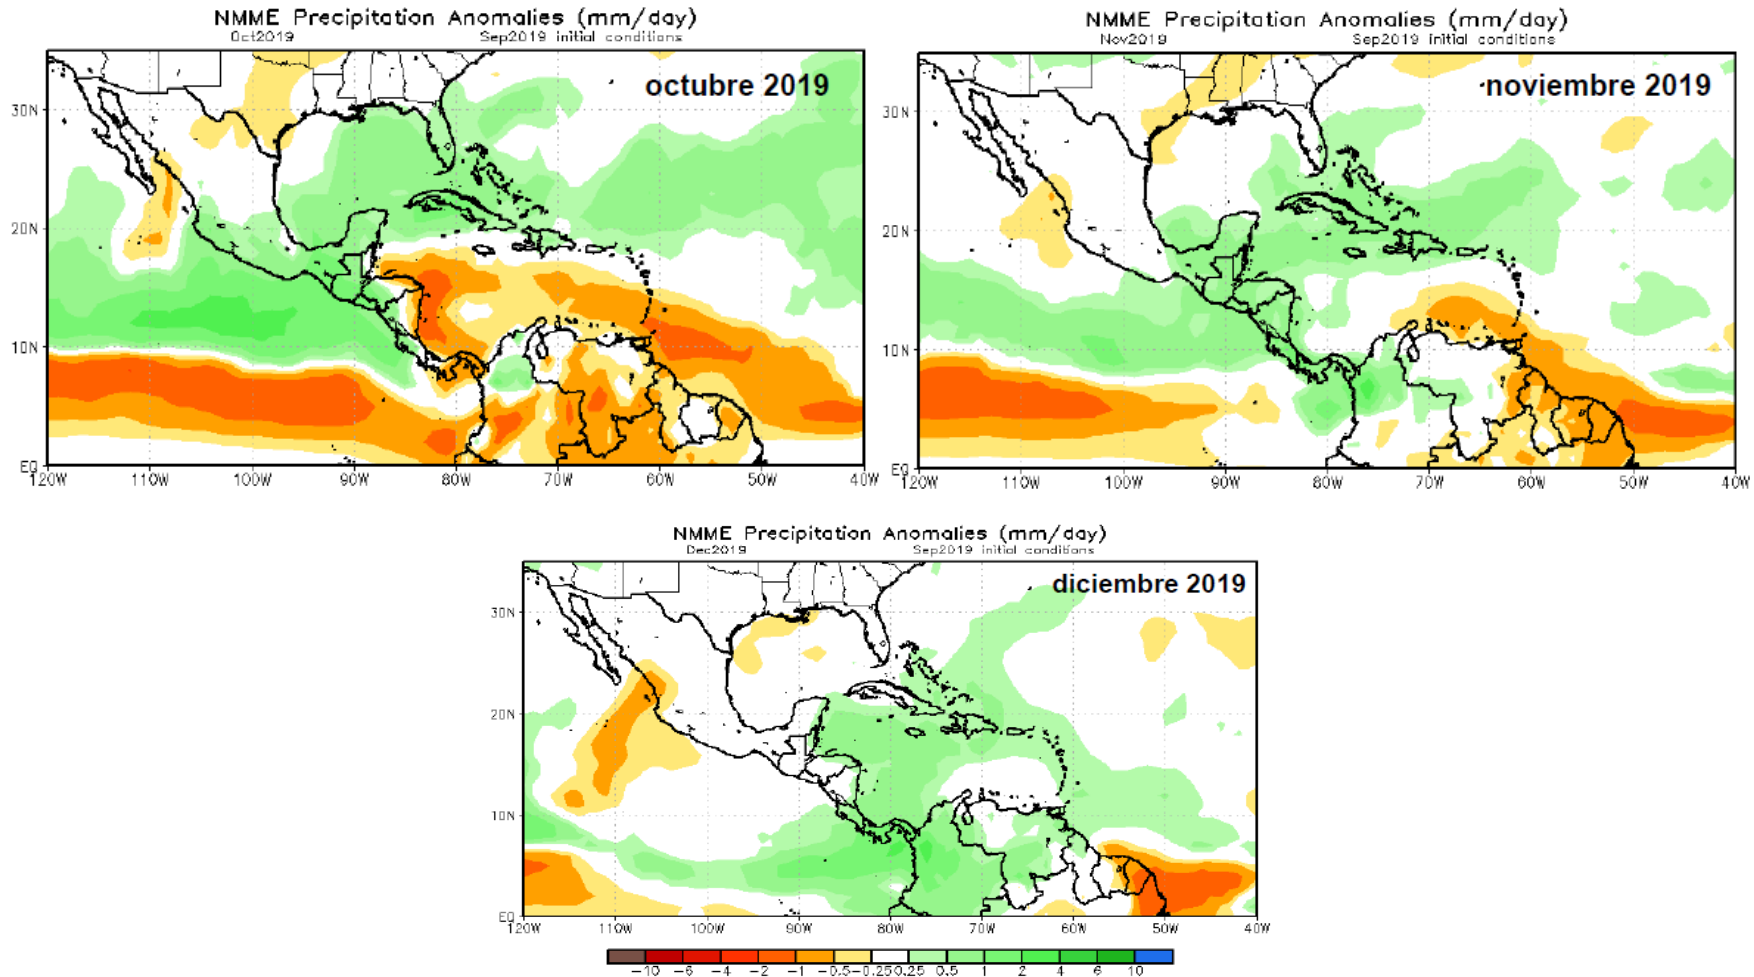 NMME Precipitation Anomalies (mm/day)
Oct2019 Sep2019 initial conditions
octubre 2019
30N
20N
10N
EQ
120W 110W 100W 90W 80W 70W 60W 50W 40W
NMME Precipitation Anomalies (mm/day)
Nov2019 Sep2019 initial conditions
noviembre 2019
30N
20N
10N
EQ
120W 110W 100W 90W 80W 70W 60W 50W 40W
NMME Precipitation Anomalies (mm/day)
Dec2019 Sep2019 initial conditions
diciembre 2019
30N
20N
10N
EQ
120W 110W 100W 90W 80W 70W 60W 50W 40W
-10 -6 -4 -2 -1 -0.5 -0.25 0.25 0.5 1 2 4 6 10